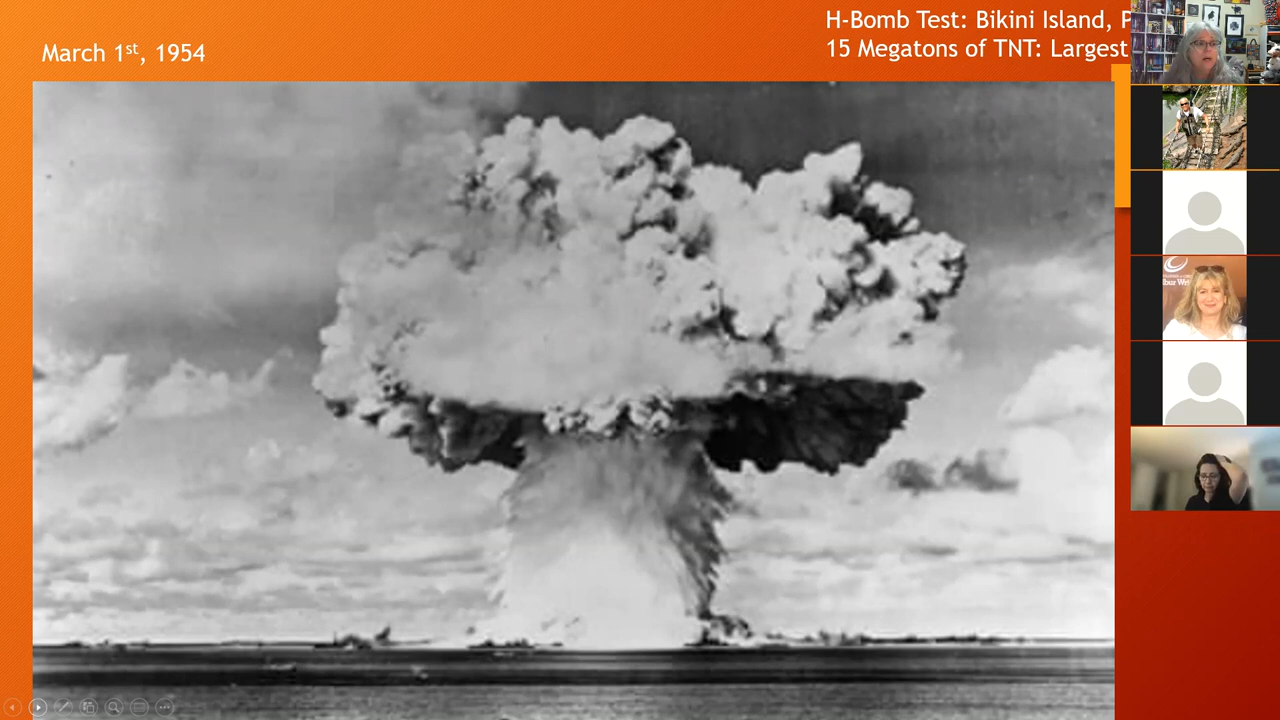 March 1st, 1954
H-Bomb Test: Bikini Island, P
15 Megatons of TNT: Largest